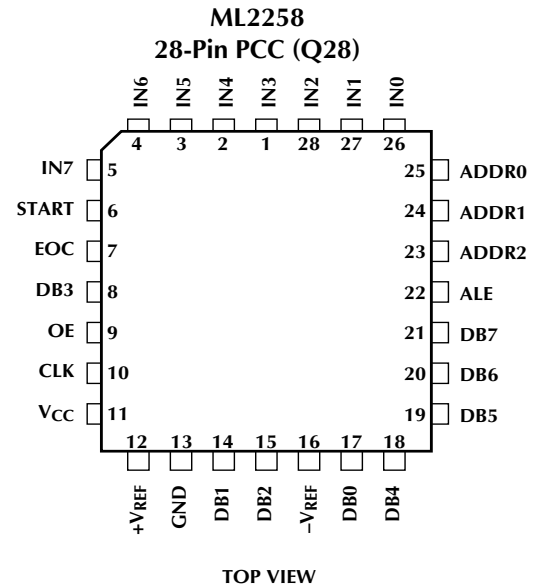 ML2258
28-Pin PCC (Q28)
IN6 IN5 IN4 IN3 IN2 IN1 IN0
4 3 2 1 28 27 26
IN7 5 25 ADDR0
START 6 24 ADDR1
EOC 7 23 ADDR2
DB3 8 22 ALE
OE 9 21 DB7
CLK 10 20 DB6
VCC 11 19 DB5
12 13 14 15 16 17 18
+VREF GND DB1 DB2 –VREF DB0 DB4
TOP VIEW